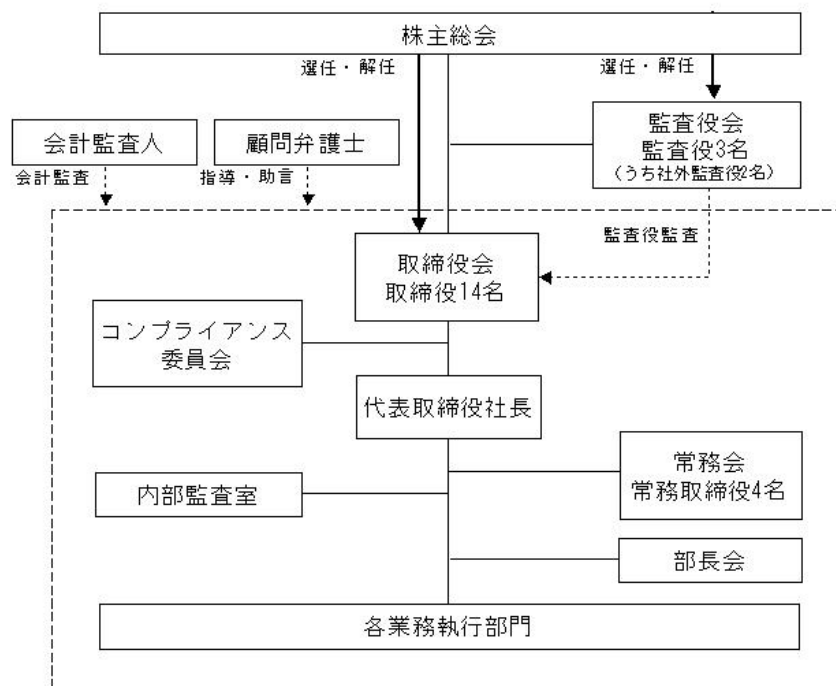 株主総会
選任・解任
選任・解任
監査役会
監査役3名
(うち社外監査役2名)
会計監査人
顧問弁護士
会計監査
指導・助言
監査役監査
取締役会
取締役14名
コンプライアンス
委員会
代表取締役社長
常務会
常務取締役4名
内部監査室
部長会
各業務執行部門